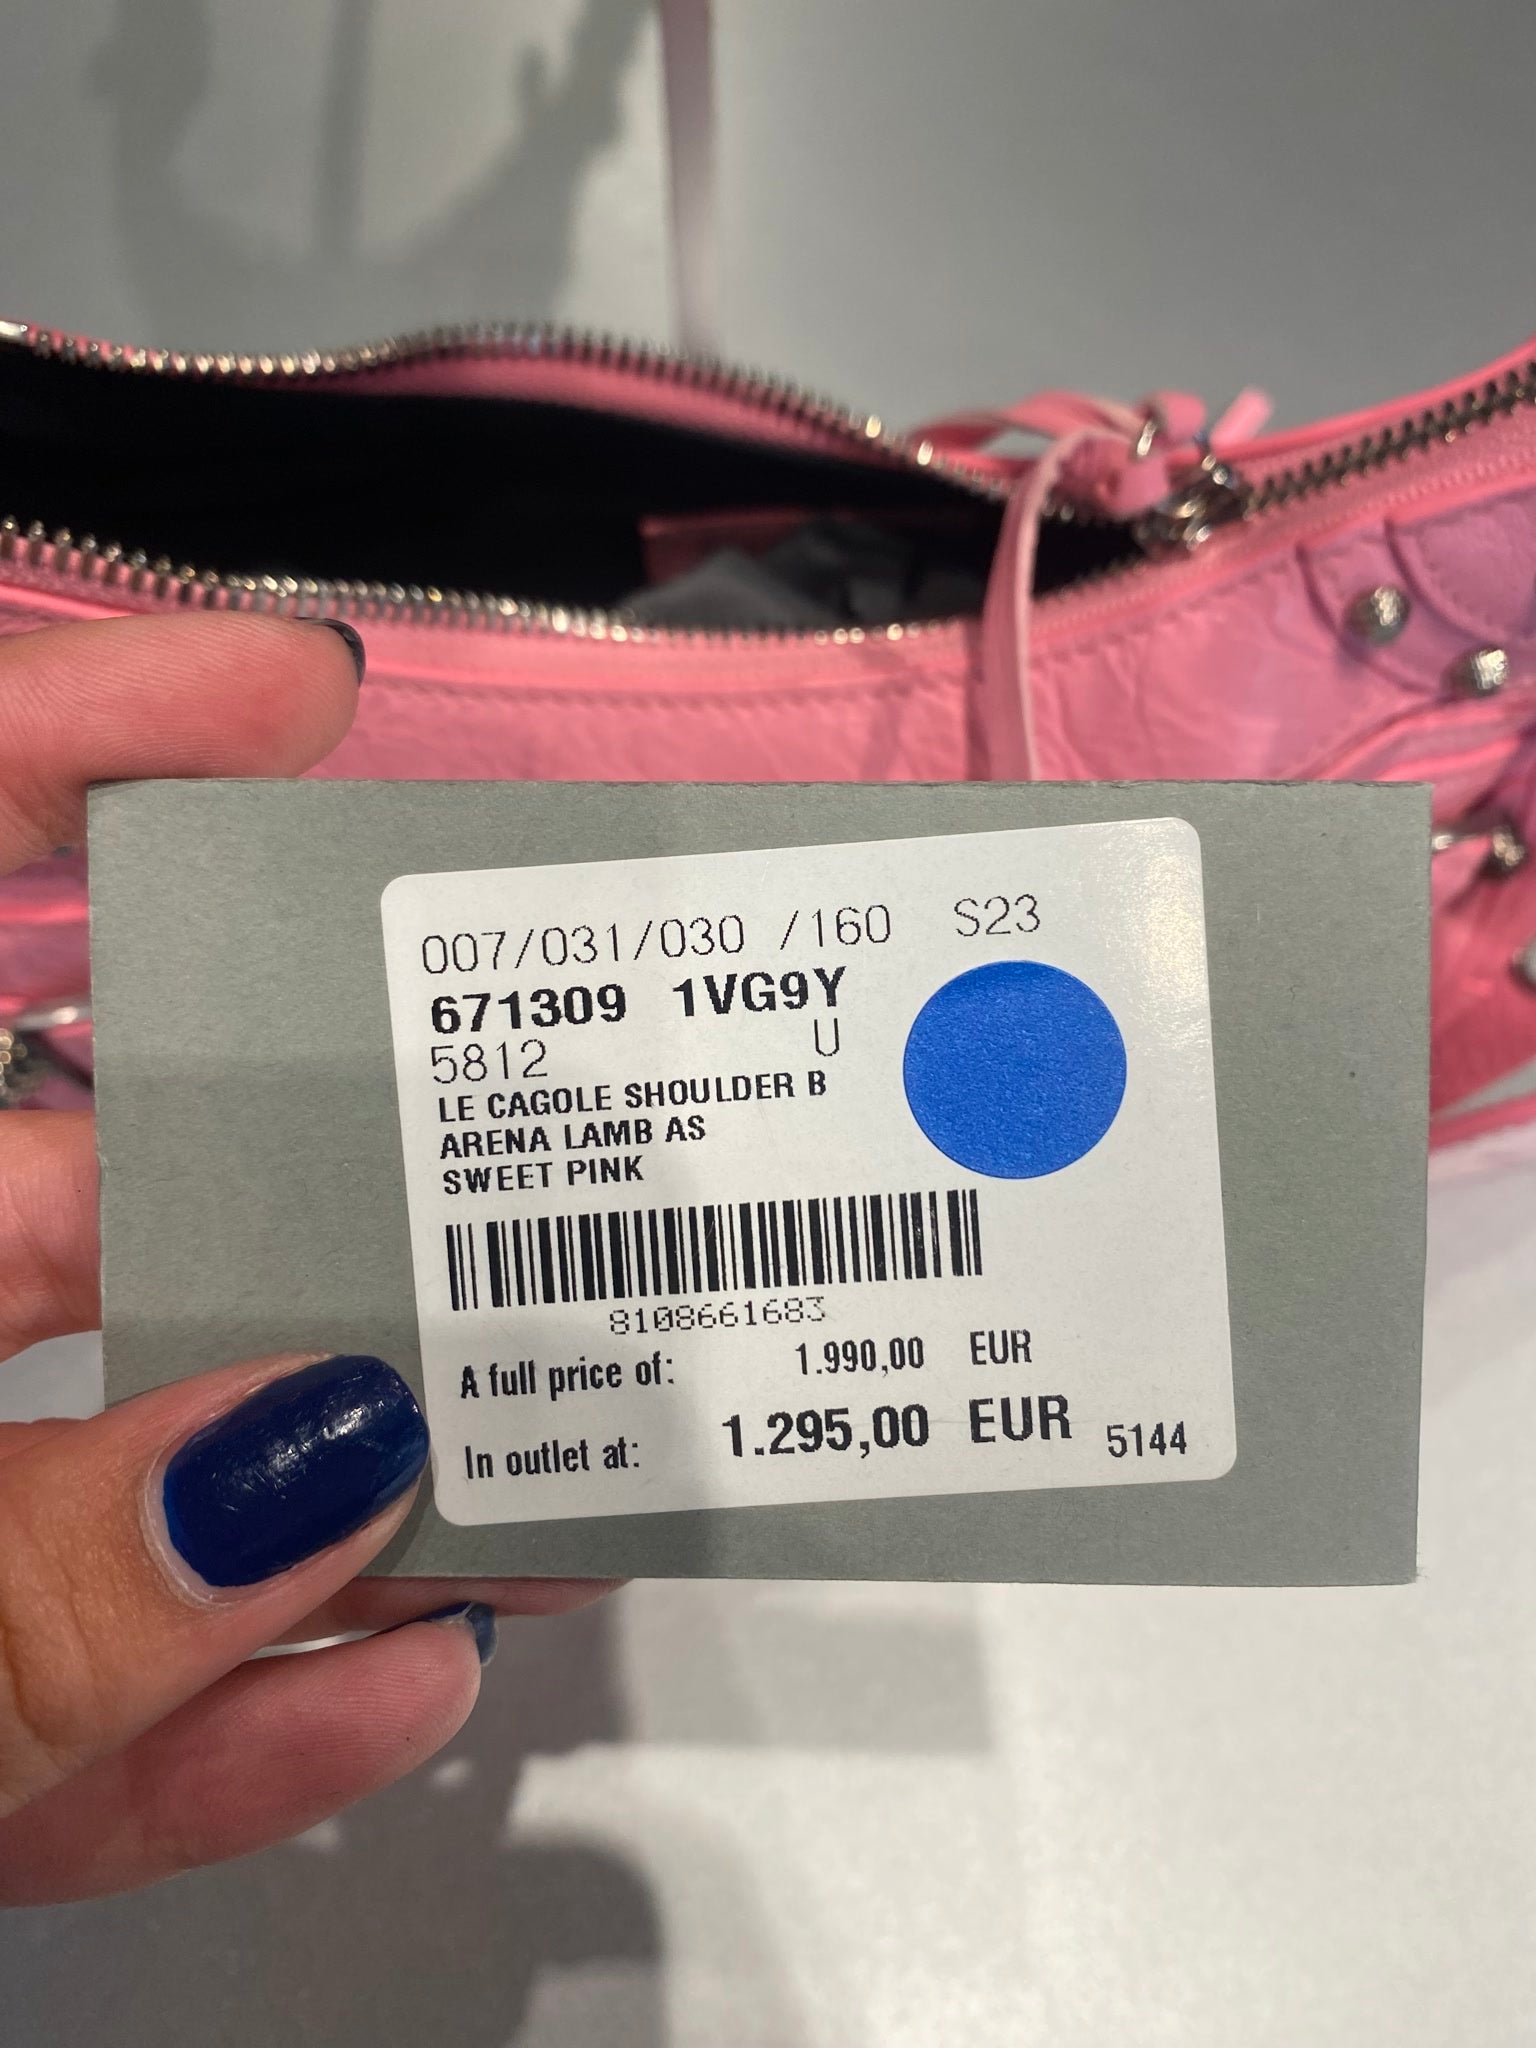 007/031/030 /160 S23
671309 1VG9Y
5812 U
LE CAGOLE SHOULDER B
ARENA LAMB AS
SWEET PINK
8108661683
A full price of: 1.990,00 EUR
In outlet at: 1.295,00 EUR 5144